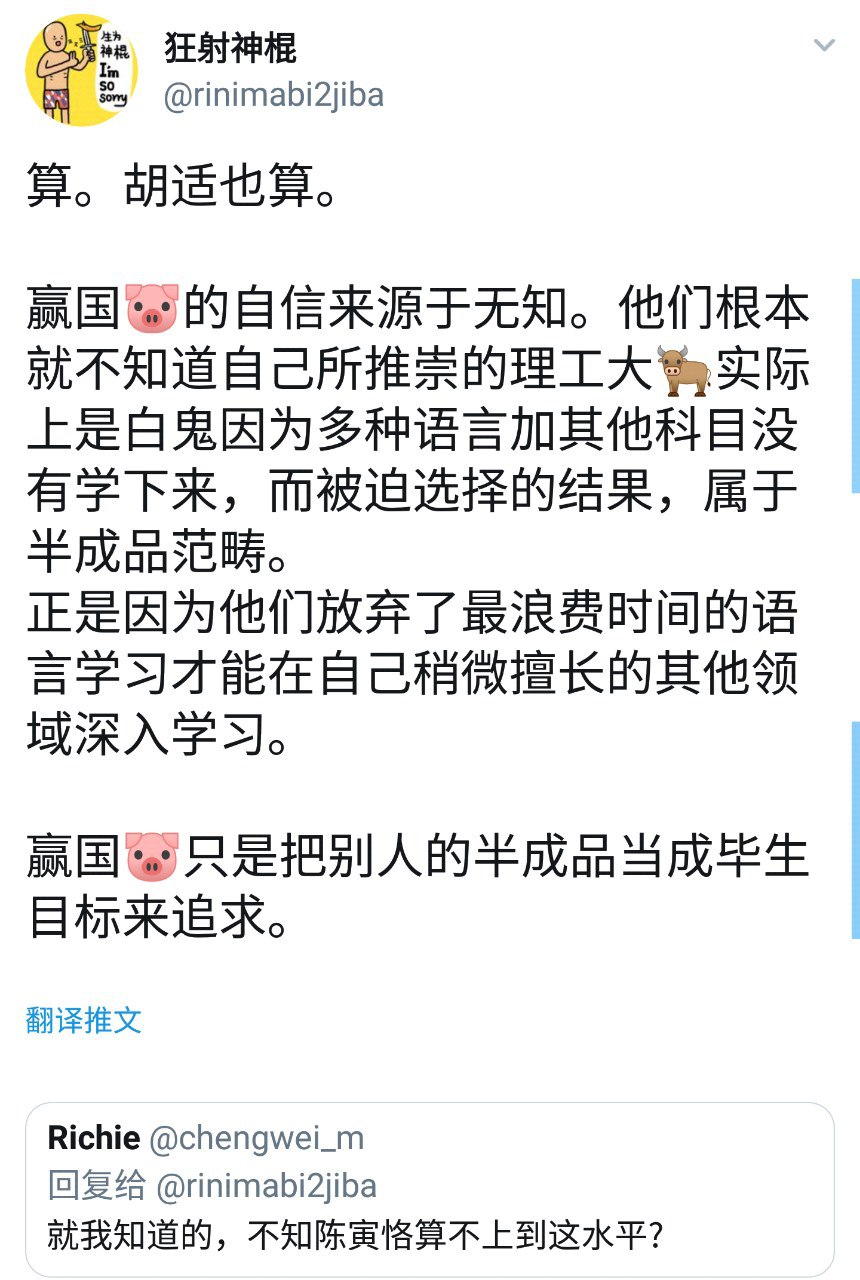 生为
神棍
I'm
so
sorry
狂射神棍
@rinimabi2jiba
算。胡适也算。
赢国🐷的自信来源于无知。他们根本
就不知道自己所推崇的理工大🐂实际
上是白鬼因为多种语言加其他科目没
有学下来，而被迫选择的结果，属于
半成品范畴。
正是因为他们放弃了最浪费时间的语
言学习才能在自己稍微擅长的其他领
域深入学习。
赢国🐷只是把别人的半成品当成毕生
目标来追求。
翻译推文
Richie @chengwei_m
回复给 @rinimabi2jiba
就我知道的，不知陈寅恪算不上到这水平?